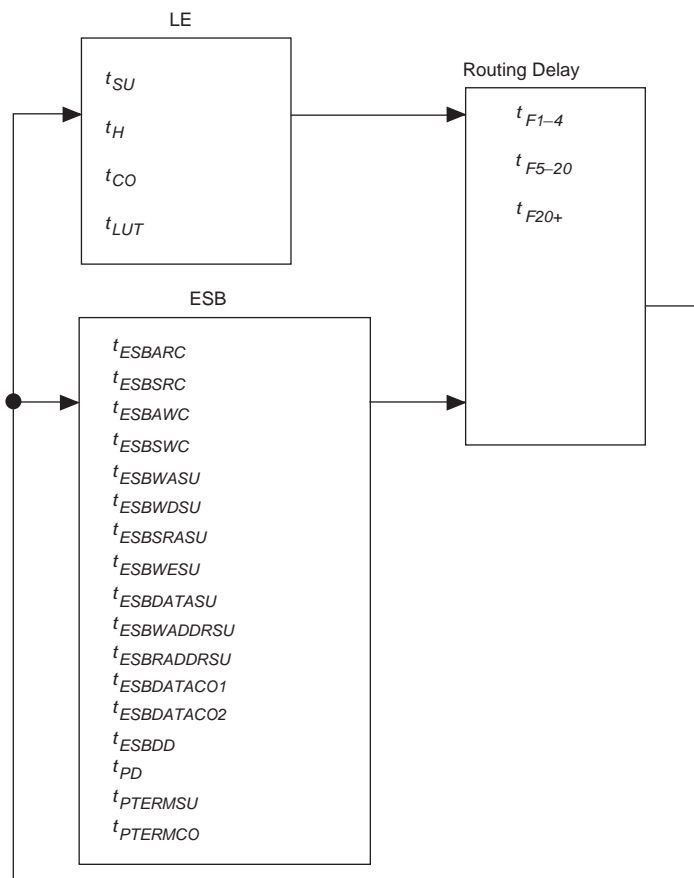 LE
tSU
tH
tCO
tLUT
Routing Delay
tF1–4
tF5–20
tF20+
ESB
tESBARC
tESBSRC
tESBAWC
tESBSWC
tESBWASU
tESBWDSU
tESBSRASU
tESBWESU
tESBDATASU
tESBWADDRSU
tESBRADDRSU
tESBDATACO1
tESBDATACO2
tESBDD
tPD
tPTERMSU
tPTERMCO